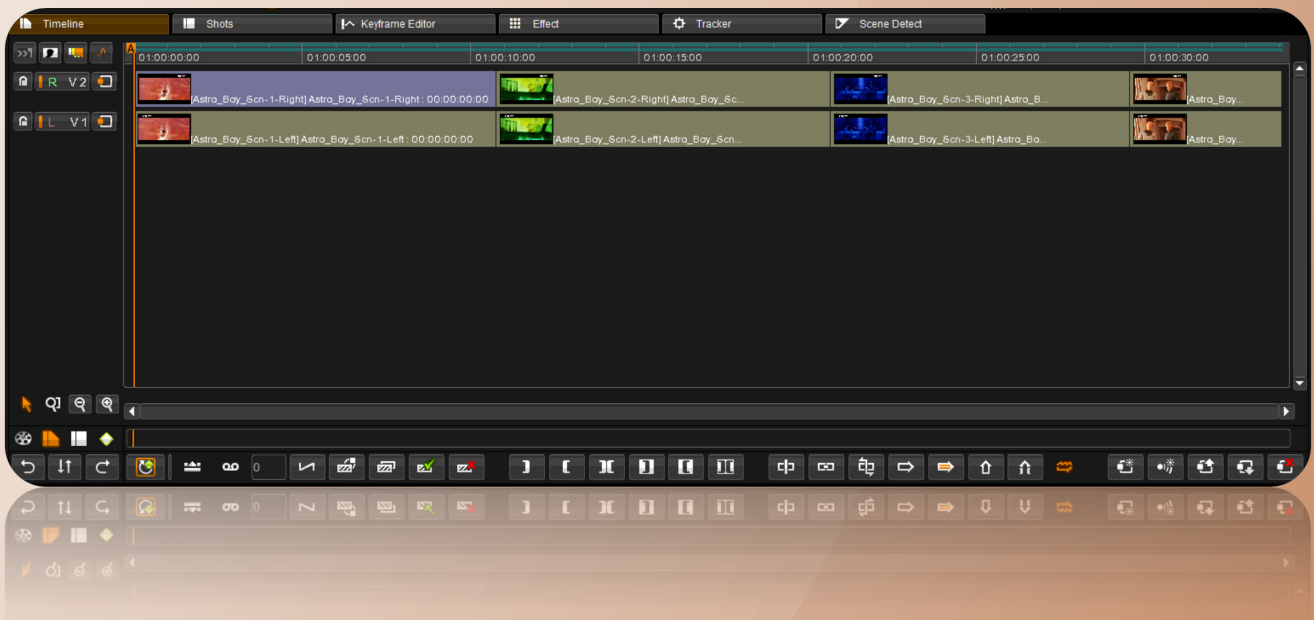 Timeline
Shots
Keyframe Editor
Effect
Tracker
Scene Detect
A
01:00:00:00 01:00:05:00 01:00:10:00 01:00:15:00 01:00:20:00 01:00:25:00 01:00:30:00
R V2
[Astro_Boy_Scn-1-Right] Astro_Boy_Scn-1-Right : 00:00:00:00
[Astro_Boy_Scn-2-Right] Astro_Boy_Sc...
[Astro_Boy_Scn-3-Right] Astro_B...
[Astro_Boy...
L V1
[Astro_Boy_Scn-1-Left] Astro_Boy_Scn-1-Left : 00:00:00:00
[Astro_Boy_Scn-2-Left] Astro_Boy_Scn...
[Astro_Boy_Scn-3-Left] Astro_Bo...
[Astro_Boy...
0